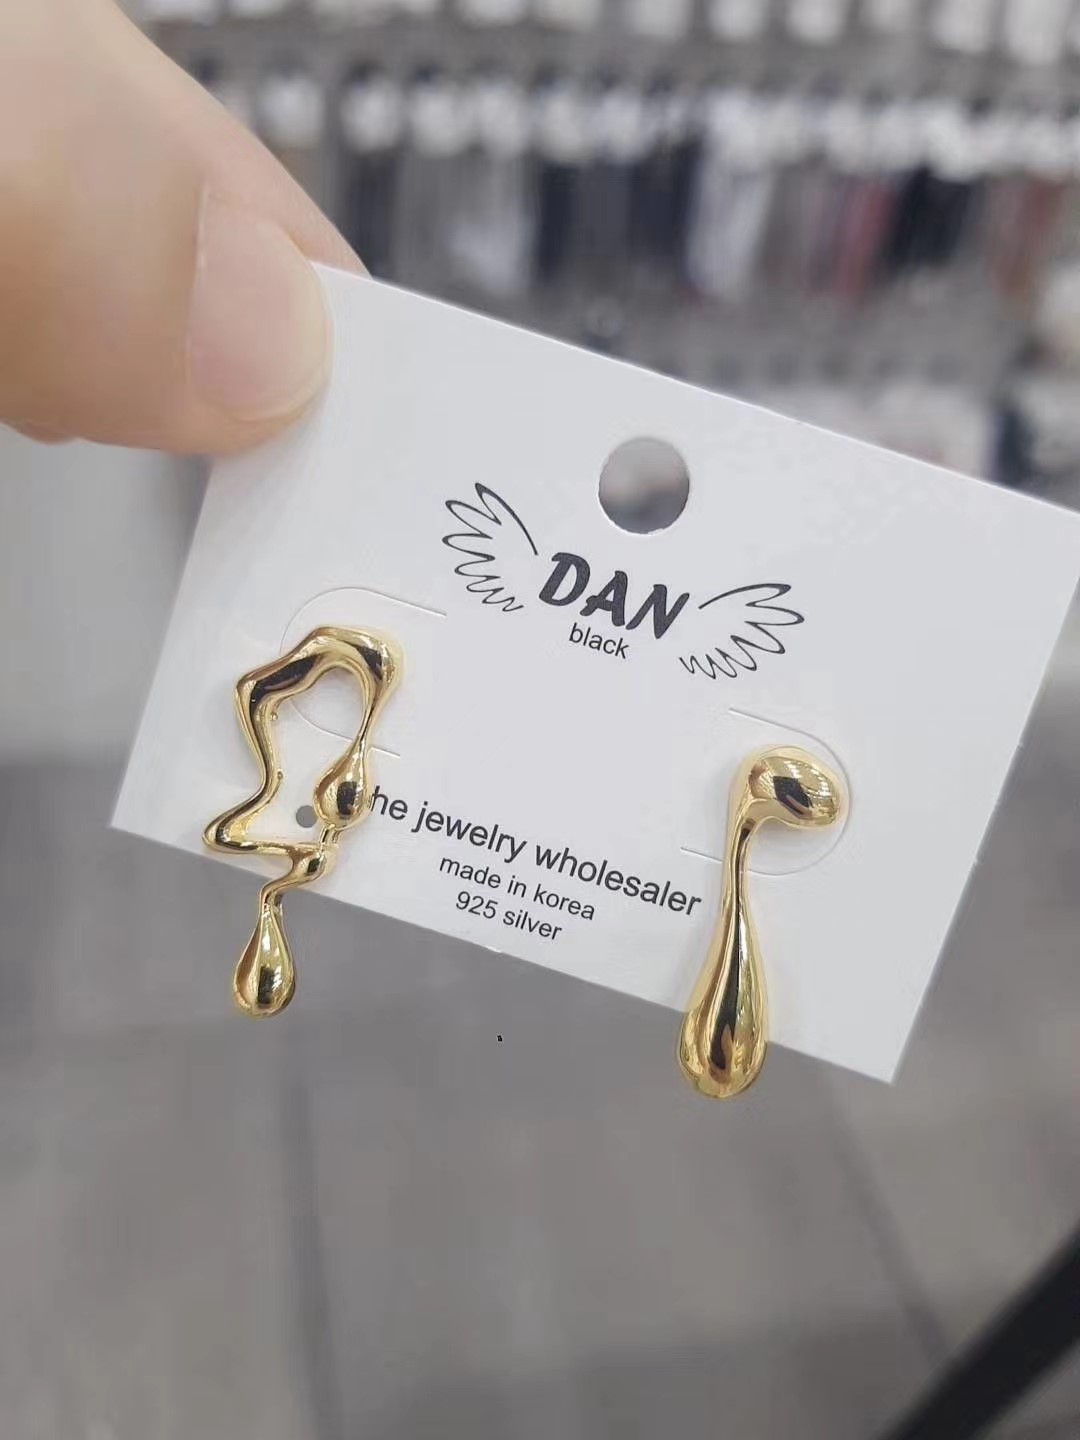 DAN
black
he jewelry wholesaler
made in korea
925 silver